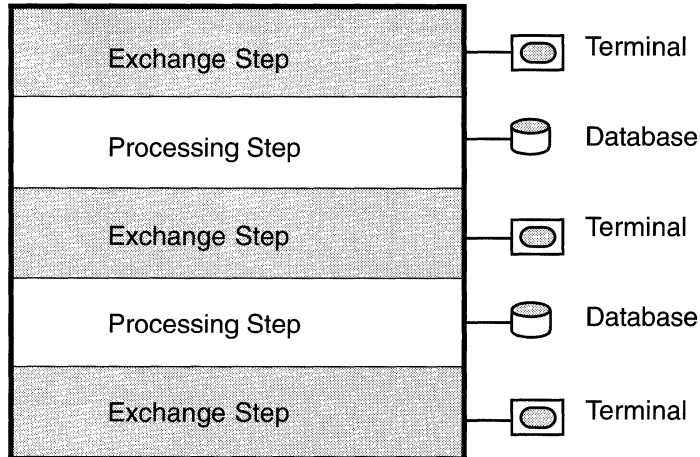 Exchange Step
Terminal
Processing Step
Database
Exchange Step
Terminal
Processing Step
Database
Exchange Step
Terminal